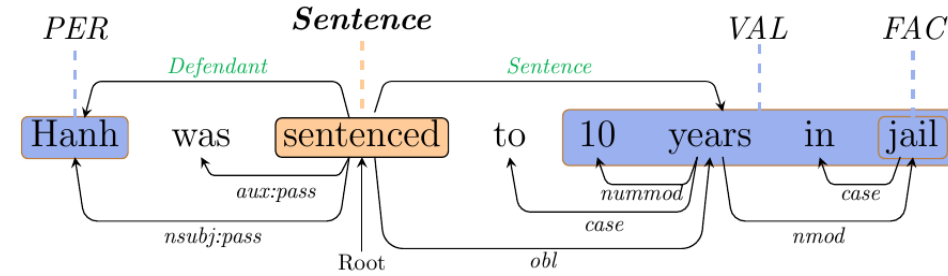 PER Sentence VAL FAC
Defendant Sentence
Hanh was sentenced to 10 years in jail
aux:pass nummod case
nsubj:pass case nmod
Root obl